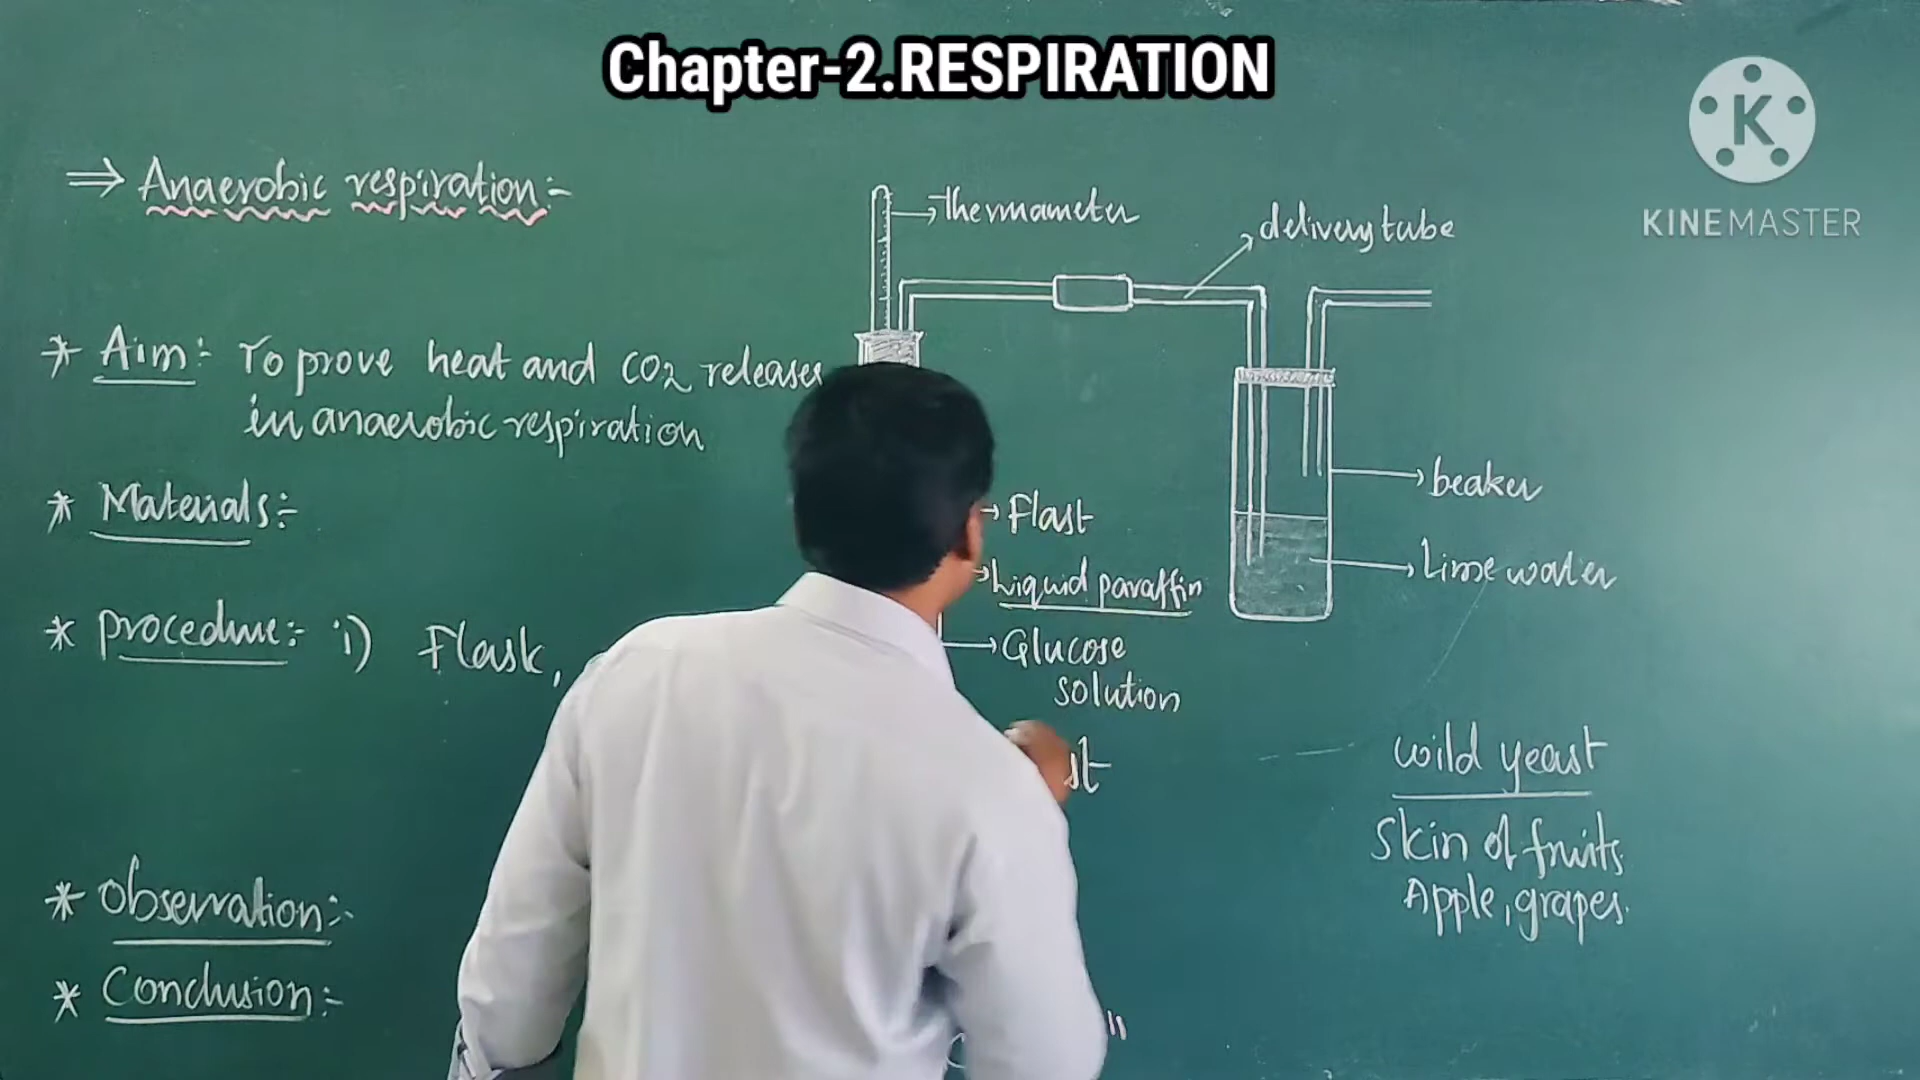 Chapter-2.RESPIRATION
K
KINEMASTER
⇒ Anaerobic respiration:-
* Aim:- To prove heat and CO2 releases
in anaerobic respiration
* Materials:-
* procedure:- i) Flask,
* observation:-
* Conclusion:-
thermameter
delivery tube
beaker
Lime water
Flast
Liquid paraffin
Glucose
solution
wild yeast
Skin of fruits
Apple, grapes.